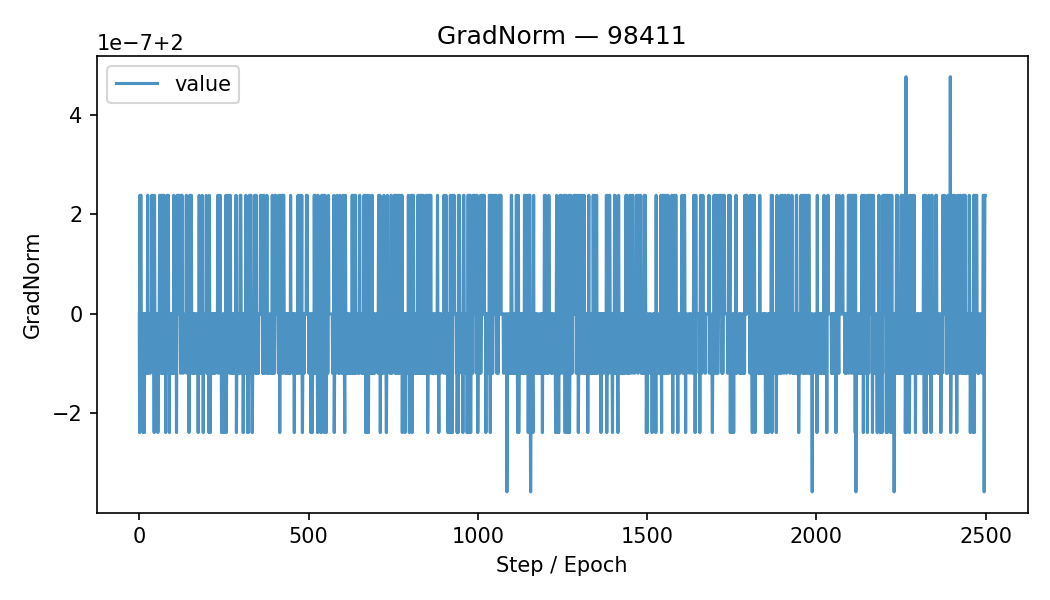 GradNorm — 98411
1e−7+2
value
4
2
0
−2
GradNorm
0 500 1000 1500 2000 2500
Step / Epoch